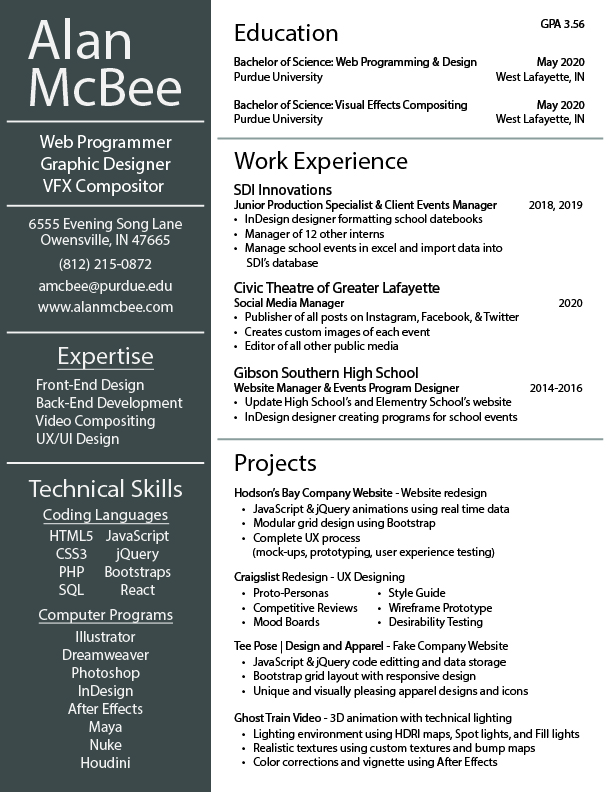 Alan
McBee
Web Programmer
Graphic Designer
VFX Compositor
6555 Evening Song Lane
Owensville, IN 47665
(812) 215-0872
amcbee@purdue.edu
www.alanmcbee.com
Expertise
Front-End Design
Back-End Development
Video Compositing
UX/UI Design
Technical Skills
Coding Languages
HTML5 JavaScript
CSS3 jQuery
PHP Bootstraps
SQL React
Computer Programs
Illustrator
Dreamweaver
Photoshop
InDesign
After Effects
Maya
Nuke
Houdini
Education GPA 3.56
Bachelor of Science: Web Programming & Design May 2020
Purdue University West Lafayette, IN
Bachelor of Science: Visual Effects Compositing May 2020
Purdue University West Lafayette, IN
Work Experience
SDI Innovations
Junior Production Specialist & Client Events Manager 2018, 2019
• InDesign designer formatting school datebooks
• Manager of 12 other interns
• Manage school events in excel and import data into
SDI's database
Civic Theatre of Greater Lafayette
Social Media Manager 2020
• Publisher of all posts on Instagram, Facebook, & Twitter
• Creates custom images of each event
• Editor of all other public media
Gibson Southern High School
Website Manager & Events Program Designer 2014-2016
• Update High School's and Elementry School's website
• InDesign designer creating programs for school events
Projects
Hodson's Bay Company Website - Website redesign
• JavaScript & jQuery animations using real time data
• Modular grid design using Bootstrap
• Complete UX process
(mock-ups, prototyping, user experience testing)
Craigslist Redesign - UX Designing
• Proto-Personas • Style Guide
• Competitive Reviews • Wireframe Prototype
• Mood Boards • Desirability Testing
Tee Pose | Design and Apparel - Fake Company Website
• JavaScript & jQuery code editting and data storage
• Bootstrap grid layout with responsive design
• Unique and visually pleasing apparel designs and icons
Ghost Train Video - 3D animation with technical lighting
• Lighting environment using HDRI maps, Spot lights, and Fill lights
• Realistic textures using custom textures and bump maps
• Color corrections and vignette using After Effects